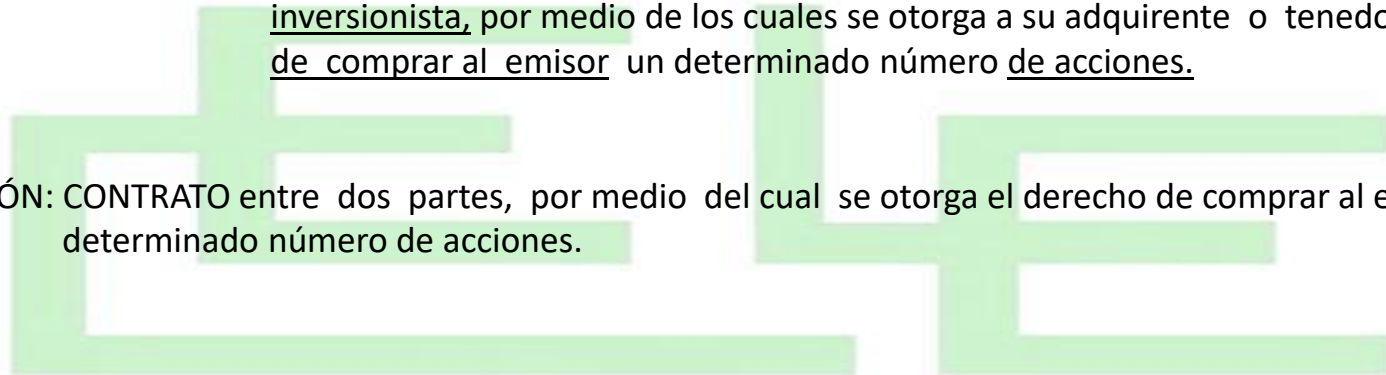 inversionista, por medio de los cuales se otorga a su adquirente o tenedo
de comprar al emisor un determinado número de acciones.
ÓN: CONTRATO entre dos partes, por medio del cual se otorga el derecho de comprar al e
determinado número de acciones.